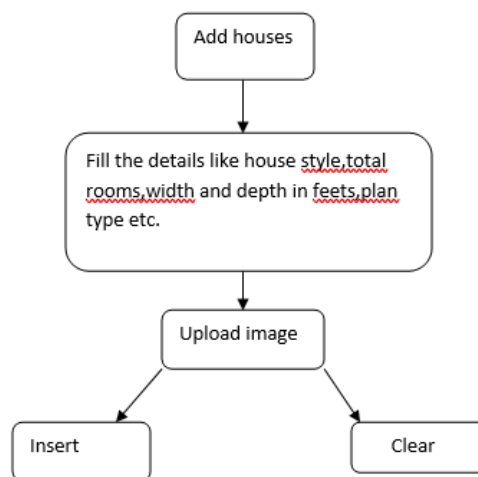 Add houses
Fill the details like house style,total
rooms,width and depth in feets,plan
type etc.
Upload image
Insert
Clear